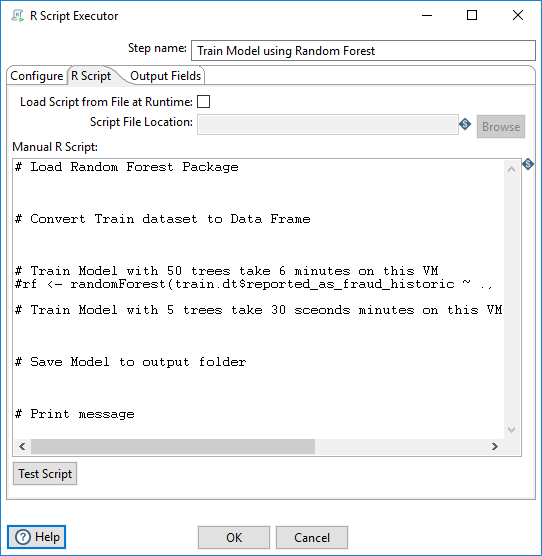 R Script Executor
Step name: Train Model using Random Forest
Configure R Script Output Fields
Load Script from File at Runtime:
Script File Location: S Browse
Manual R Script: S
# Load Random Forest Package
# Convert Train dataset to Data Frame
# Train Model with 50 trees take 6 minutes on this VM
#rf <- randomForest(train.dt$reported_as_fraud_historic ~ .,
# Train Model with 5 trees take 30 sceonds minutes on this VM
# Save Model to output folder
# Print message
Test Script
? Help OK Cancel